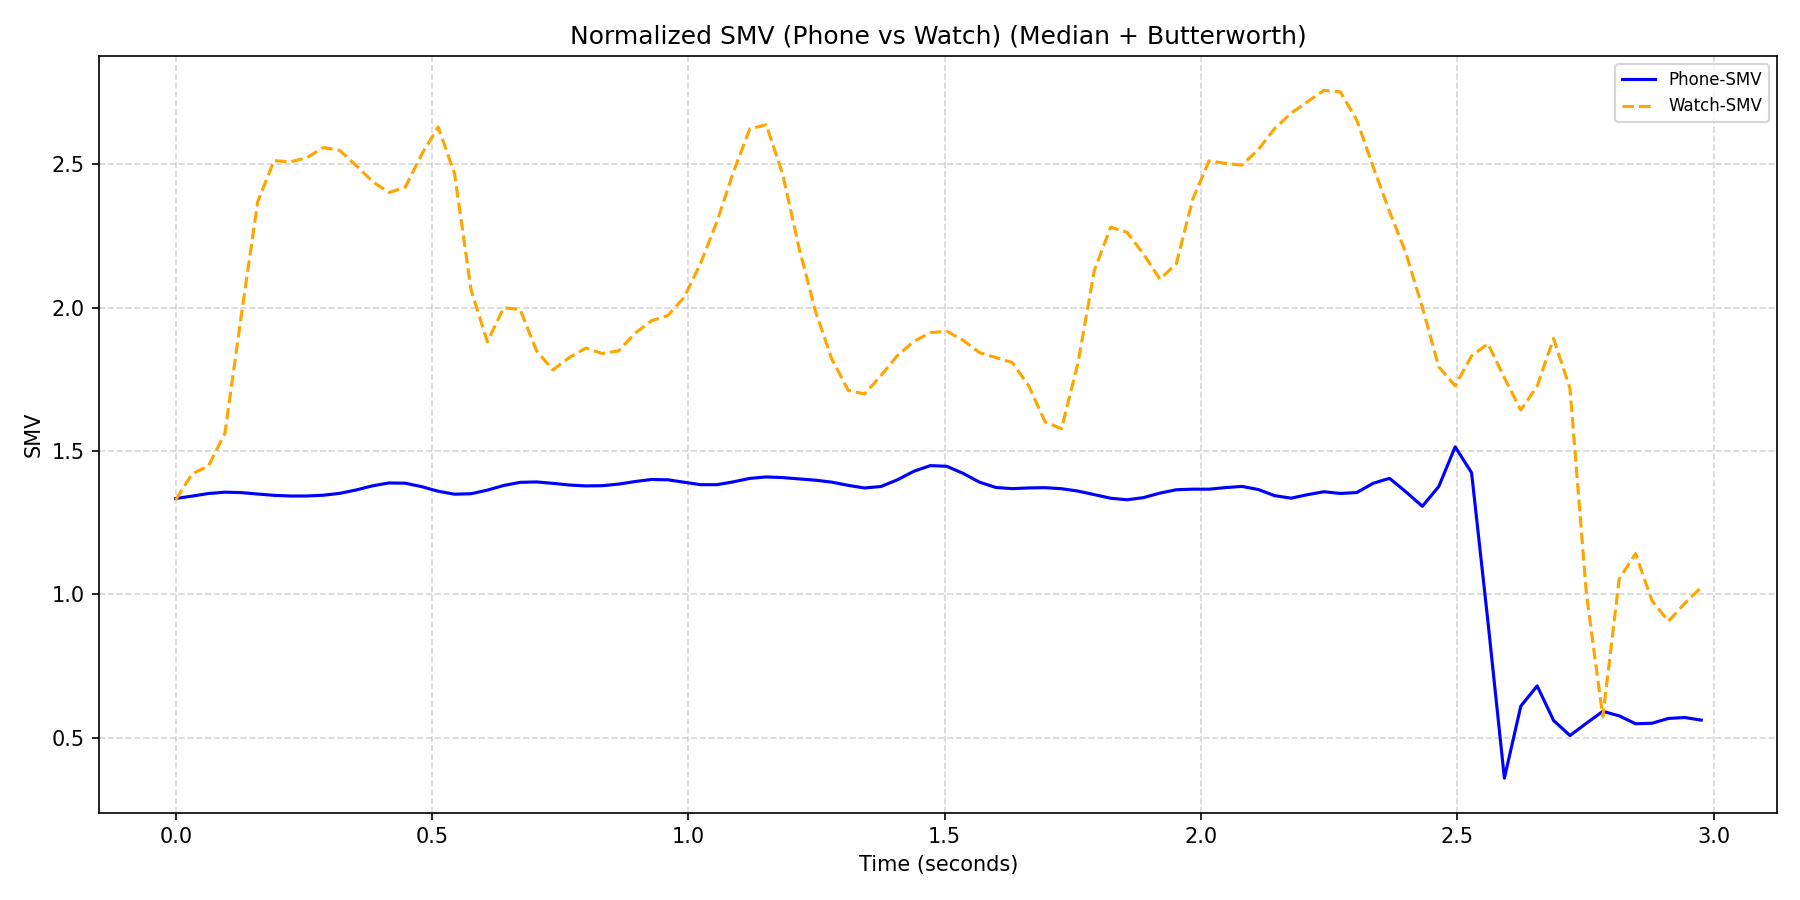 Normalized SMV (Phone vs Watch) (Median + Butterworth)
Phone-SMV
Watch-SMV
SMV
2.5
2.0
1.5
1.0
0.5
0.0 0.5 1.0 1.5 2.0 2.5 3.0
Time (seconds)